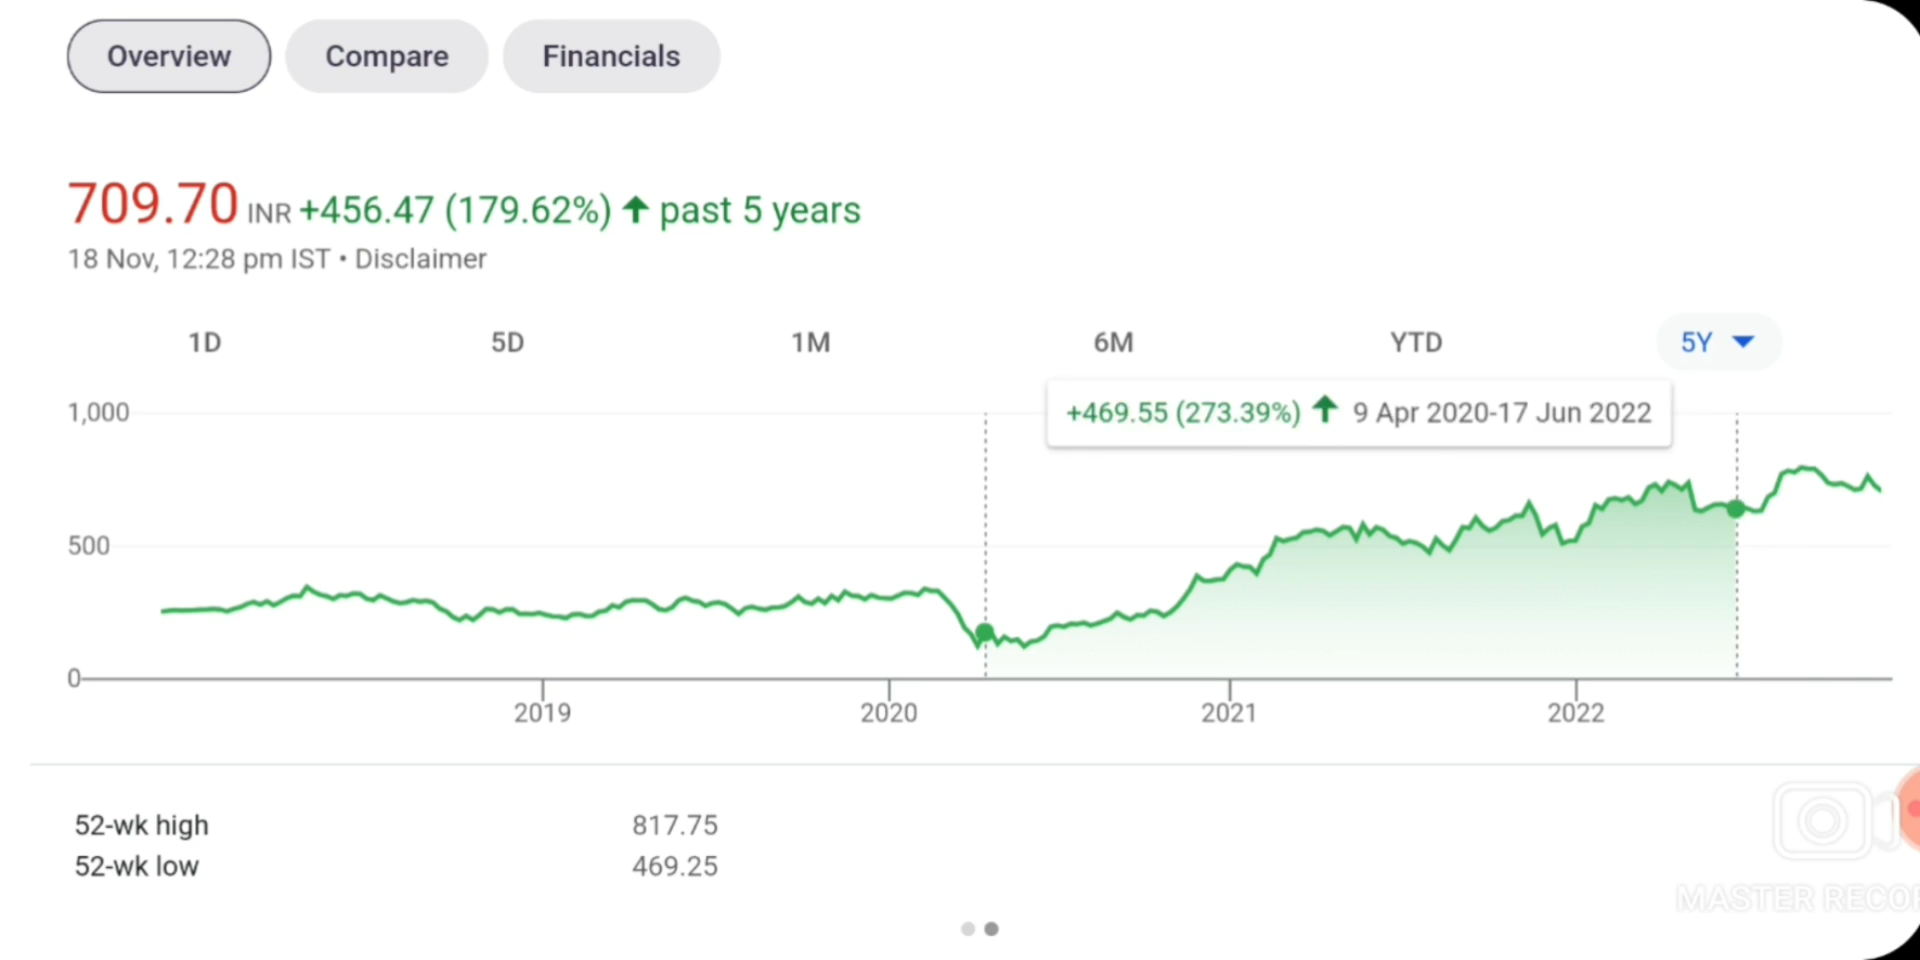 Overview Compare Financials
709.70 INR +456.47 (179.62%) ↑ past 5 years
18 Nov, 12:28 pm IST • Disclaimer
1D 5D 1M 6M YTD 5Y
+469.55 (273.39%) ↑ 9 Apr 2020-17 Jun 2022
1,000
500
0
2019 2020 2021 2022
52-wk high 817.75
52-wk low 469.25
MASTER RECOR